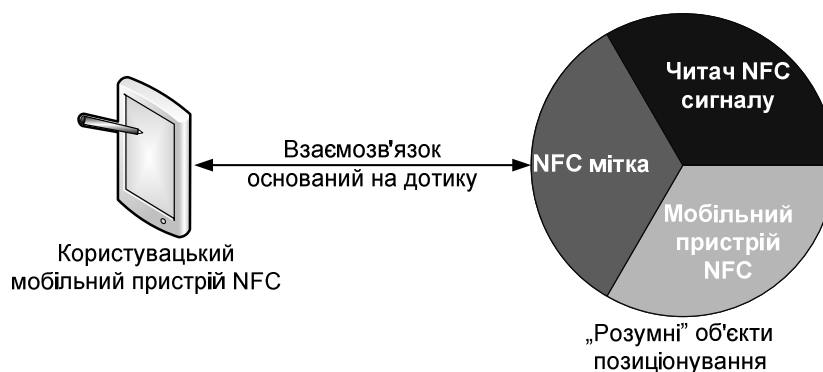 Користувацький
мобільний пристрій NFC
Взаємозв'язок
оснований на дотику
NFC мітка
Читач NFC
сигналу
Мобільний
пристрій
NFC
„Розумні” об'єкти
позиціонування